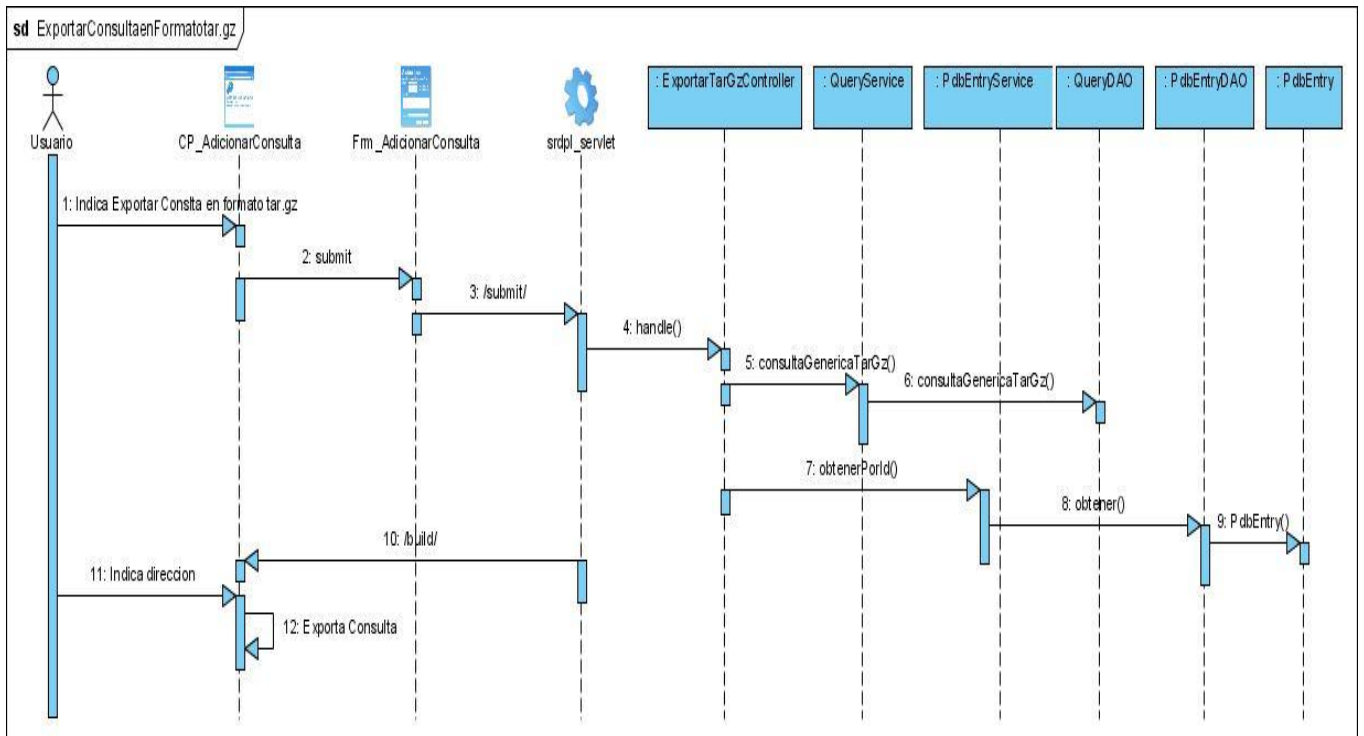 sd ExportarConsultaenFormatotar.gz
Usuario
CP_AdicionarConsulta
Frm_AdicionarConsulta
srdpl_servlet
: ExportarTarGzController
: QueryService
: PdbEntryService
: QueryDAO
: PdbEntryDAO
: PdbEntry
1: Indica Exportar Conslta en formato tar.gz
2: submit
3: /submit/
4: handle()
5: consultaGenericaTarGz()
6: consultaGenericaTarGz()
7: obtenerPorId()
8: obtener()
9: PdbEntry()
10: /build/
11: Indica direccion
12: Exporta Consulta